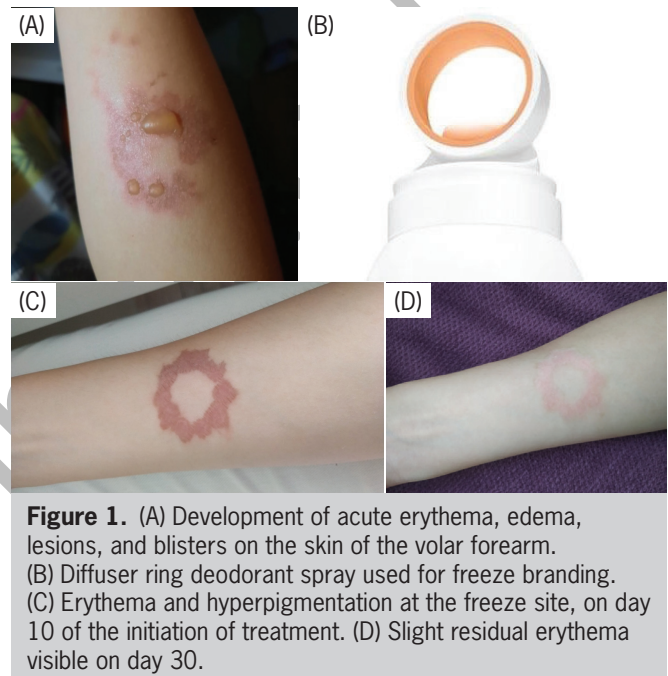 (A)
(B)
(C)
(D)
Figure 1. (A) Development of acute erythema, edema,
lesions, and blisters on the skin of the volar forearm.
(B) Diffuser ring deodorant spray used for freeze branding.
(C) Erythema and hyperpigmentation at the freeze site, on day
10 of the initiation of treatment. (D) Slight residual erythema
visible on day 30.